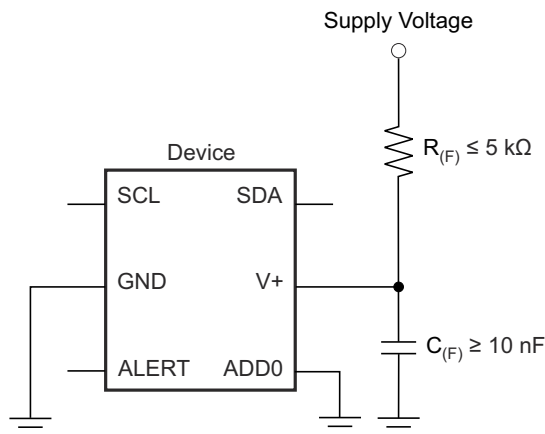 Supply Voltage
R(F) ≤ 5 kΩ
Device
SCL SDA
GND V+
C(F) ≥ 10 nF
ALERT ADD0